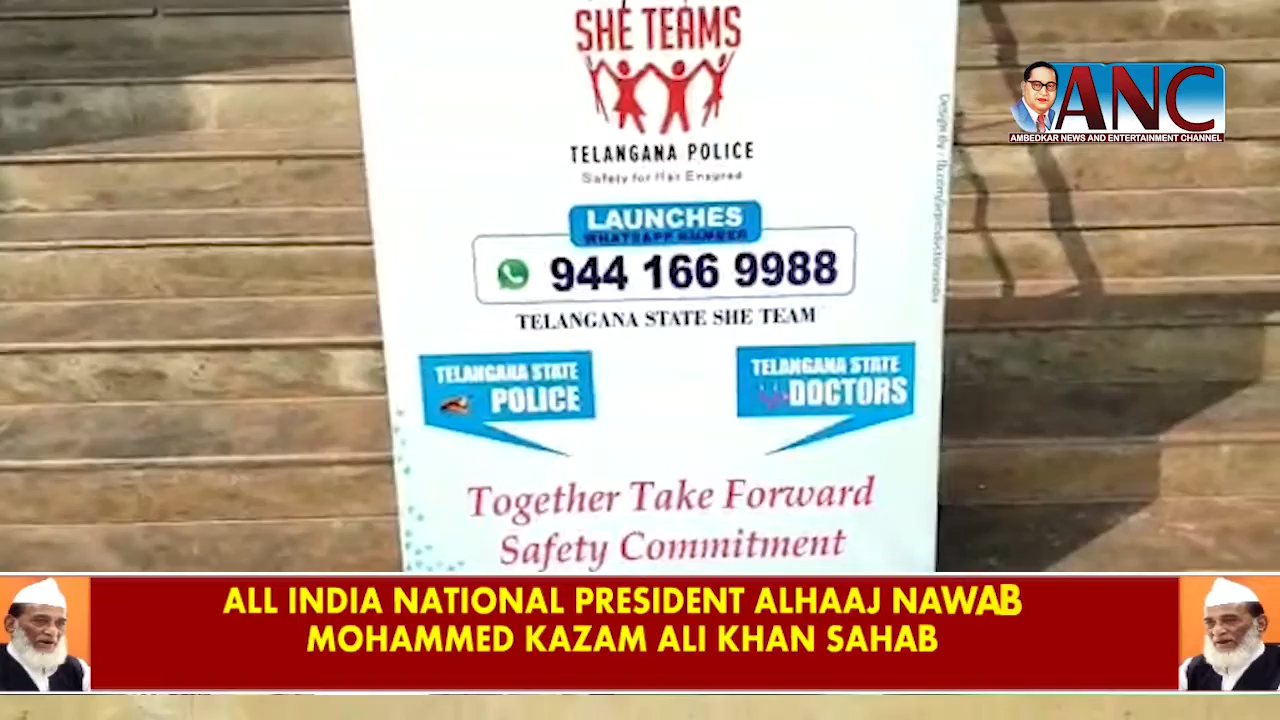 SHE TEAMS
TELANGANA POLICE
Safety for Her Ensured
LAUNCHES
WHATSAPP NUMBER
944 166 9988
TELANGANA STATE SHE TEAM
TELANGANA STATE
POLICE
TELANGANA STATE
DOCTORS
Together Take Forward
Safety Commitment
ANC
AMBEDKAR NEWS AND ENTERTAINMENT CHANNEL
ALL INDIA NATIONAL PRESIDENT ALHAAJ NAWAB
MOHAMMED KAZAM ALI KHAN SAHAB